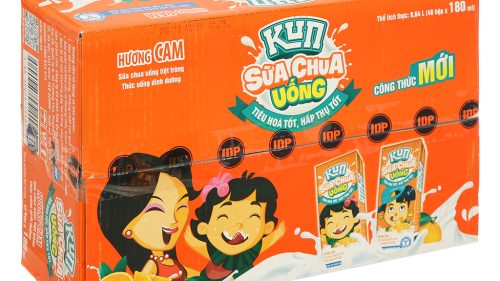 HƯƠNG CAM
Sữa chua uống tiệt trùng
Thức uống dinh dưỡng
KUN
SỮA CHUA
UỐNG
TIÊU HOÁ TỐT, HẤP THỤ TỐT
Thể tích thực: 8,64 L (48 hộp x 180 ml)
CÔNG THỨC MỚI
IDP IDP IDP IDP IDP IDP
KUN
SỮA CHUA
UỐNG
KUN
SỮA CHUA
UỐNG